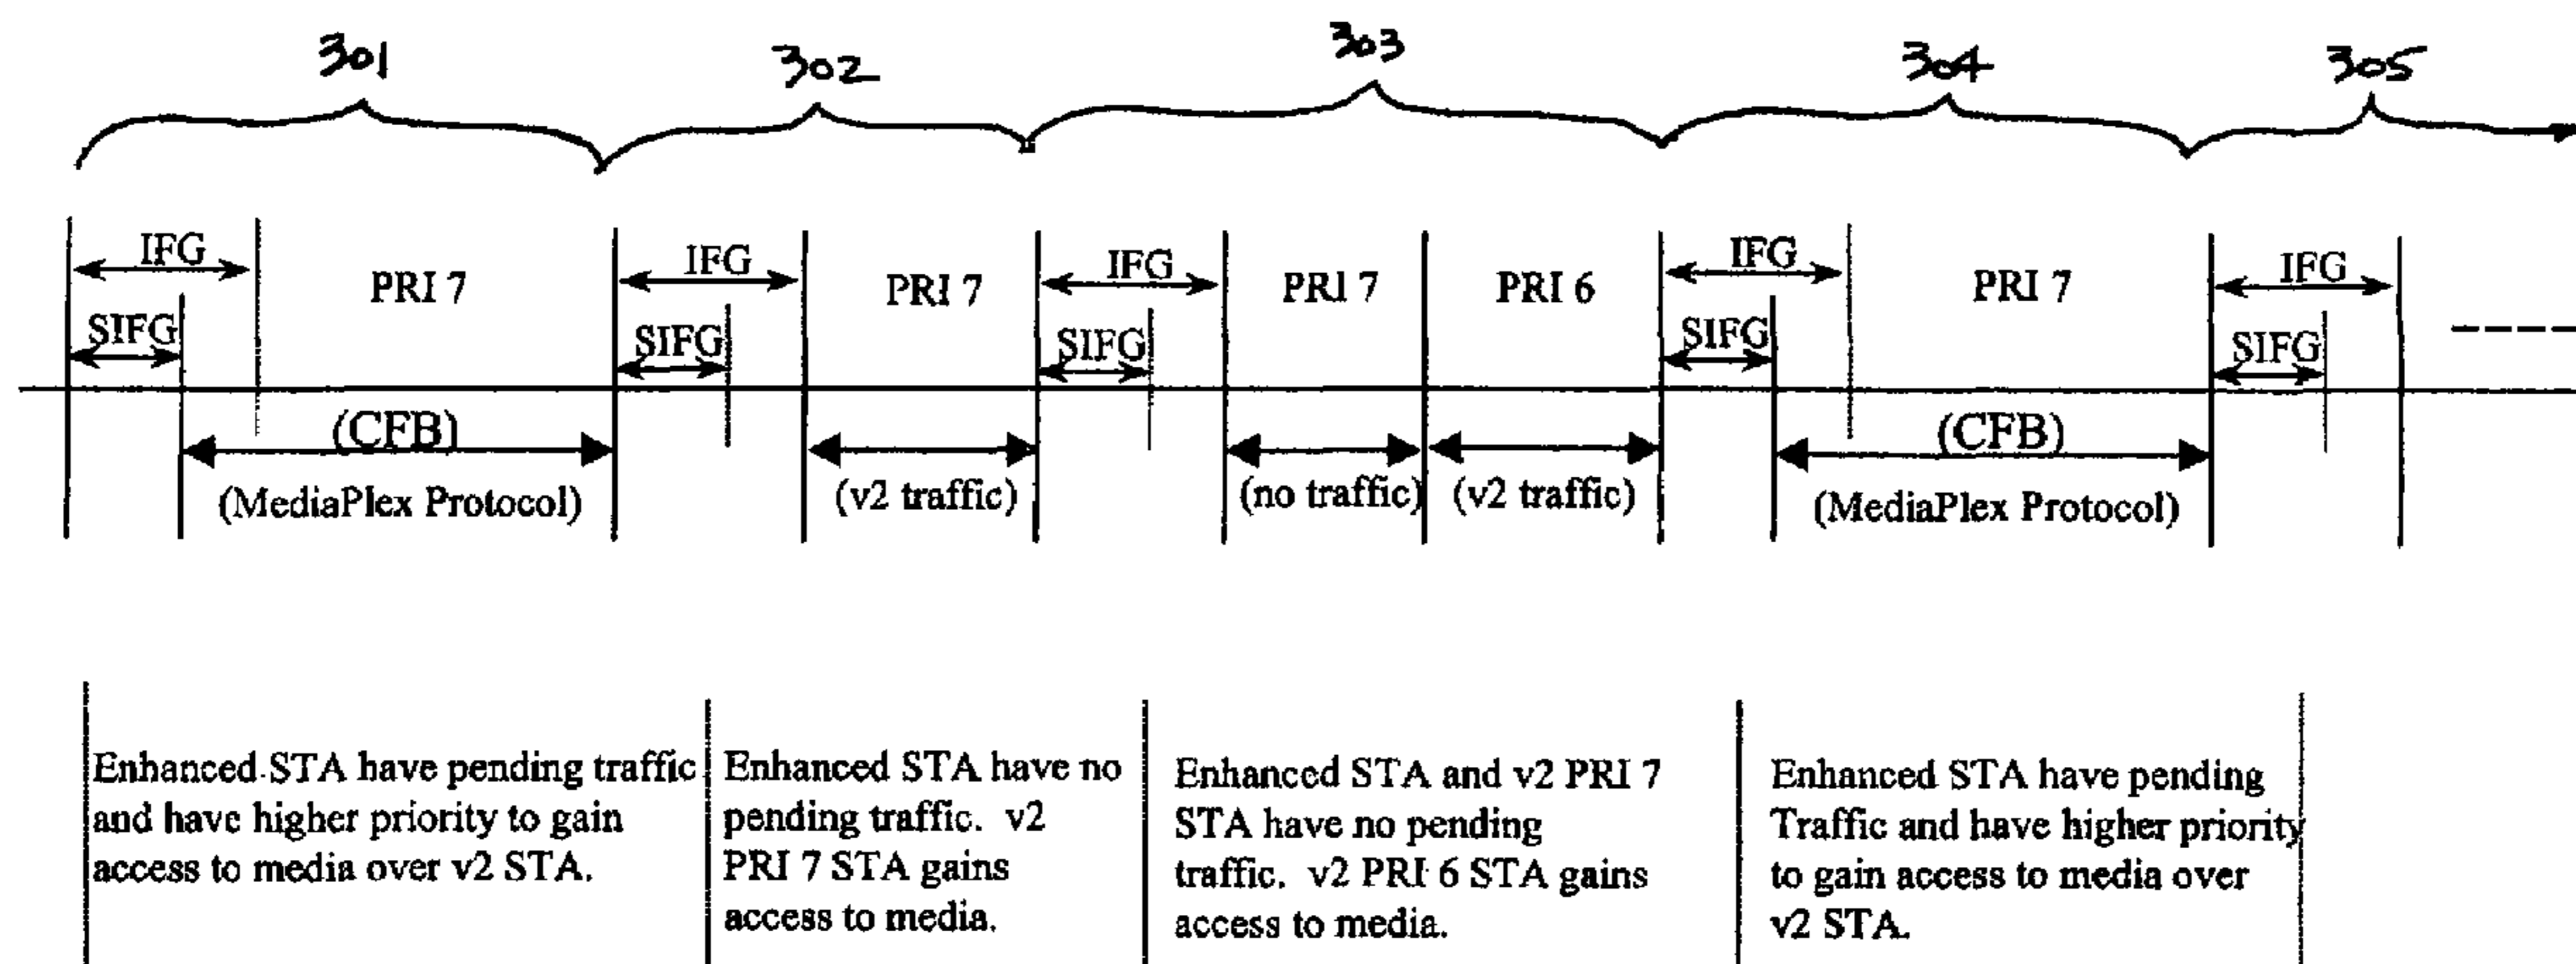 301 302 303 304 305
IFG PRI 7 IFG PRI 7 IFG PRI 7 PRI 6 IFG PRI 7 IFG
SIFG SIFG SIFG SIFG SIFG
(CFB) (CFB)
(MediaPlex Protocol) (v2 traffic) (no traffic) (v2 traffic) (MediaPlex Protocol)
Enhanced STA have pending traffic
and have higher priority to gain
access to media over v2 STA.
Enhanced STA have no
pending traffic. v2
PRI 7 STA gains
access to media.
Enhanced STA and v2 PRI 7
STA have no pending
traffic. v2 PRI 6 STA gains
access to media.
Enhanced STA have pending
Traffic and have higher priority
to gain access to media over
v2 STA.